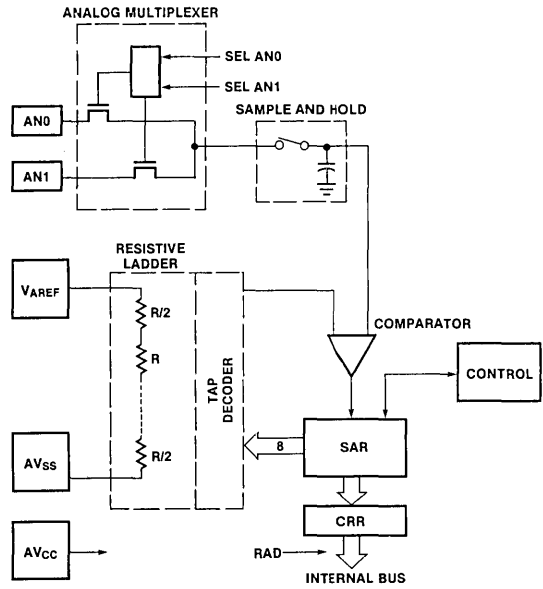 ANALOG MULTIPLEXER
SEL AN0
SEL AN1
SAMPLE AND HOLD
AN0
AN1
RESISTIVE
LADDER
VAREF
R/2
R
TAP
DECODER
COMPARATOR
CONTROL
AVSS
R/2
8
SAR
CRR
AVCC
RAD
INTERNAL BUS